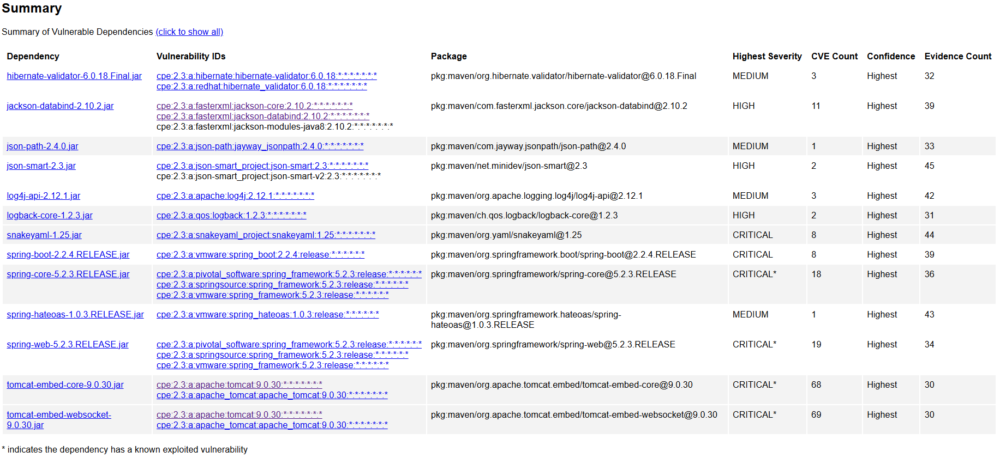 Summary
Summary of Vulnerable Dependencies (click to show all)
Dependency Vulnerability IDs Package Highest Severity CVE Count Confidence Evidence Count
hibernate-validator-6.0.18.Final.jar cpe:2.3:a:hibernate:hibernate-validator:6.0.18:*:*:*:*:*:*:* pkg:maven/org.hibernate.validator/hibernate-validator@6.0.18.Final MEDIUM 3 Highest 32
cpe:2.3:a:redhat:hibernate_validator:6.0.18:*:*:*:*:*:*:*
jackson-databind-2.10.2.jar cpe:2.3:a:fasterxml:jackson-core:2.10.2:*:*:*:*:*:*:* pkg:maven/com.fasterxml.jackson.core/jackson-databind@2.10.2 HIGH 11 Highest 39
cpe:2.3:a:fasterxml:jackson-databind:2.10.2:*:*:*:*:*:*:*
cpe:2.3:a:fasterxml:jackson-modules-java8:2.10.2:*:*:*:*:*:*:*
json-path-2.4.0.jar cpe:2.3:a:json-path:jayway_jsonpath:2.4.0:*:*:*:*:*:*:* pkg:maven/com.jayway.jsonpath/json-path@2.4.0 MEDIUM 1 Highest 33
json-smart-2.3.jar cpe:2.3:a:json-smart_project:json-smart:2.3:*:*:*:*:*:*:* pkg:maven/net.minidev/json-smart@2.3 HIGH 2 Highest 45
cpe:2.3:a:json-smart_project:json-smart-v2:2.3:*:*:*:*:*:*:*
log4j-api-2.12.1.jar cpe:2.3:a:apache:log4j:2.12.1:*:*:*:*:*:*:* pkg:maven/org.apache.logging.log4j/log4j-api@2.12.1 MEDIUM 3 Highest 42
logback-core-1.2.3.jar cpe:2.3:a:qos:logback:1.2.3:*:*:*:*:*:*:* pkg:maven/ch.qos.logback/logback-core@1.2.3 HIGH 2 Highest 31
snakeyaml-1.25.jar cpe:2.3:a:snakeyaml_project:snakeyaml:1.25:*:*:*:*:*:*:* pkg:maven/org.yaml/snakeyaml@1.25 CRITICAL 8 Highest 44
spring-boot-2.2.4.RELEASE.jar cpe:2.3:a:vmware:spring_boot:2.2.4:release:*:*:*:*:*:* pkg:maven/org.springframework.boot/spring-boot@2.2.4.RELEASE CRITICAL 8 Highest 39
spring-core-5.2.3.RELEASE.jar cpe:2.3:a:pivotal_software:spring_framework:5.2.3:release:*:*:*:*:*:* pkg:maven/org.springframework/spring-core@5.2.3.RELEASE CRITICAL* 18 Highest 36
cpe:2.3:a:springsource:spring_framework:5.2.3:release:*:*:*:*:*:*
cpe:2.3:a:vmware:spring_framework:5.2.3:release:*:*:*:*:*:*
spring-hateoas-1.0.3.RELEASE.jar cpe:2.3:a:vmware:spring_hateoas:1.0.3:release:*:*:*:*:*:* pkg:maven/org.springframework.hateoas/spring- MEDIUM 1 Highest 43
hateoas@1.0.3.RELEASE
spring-web-5.2.3.RELEASE.jar cpe:2.3:a:pivotal_software:spring_framework:5.2.3:release:*:*:*:*:*:* pkg:maven/org.springframework/spring-web@5.2.3.RELEASE CRITICAL* 19 Highest 34
cpe:2.3:a:springsource:spring_framework:5.2.3:release:*:*:*:*:*:*
cpe:2.3:a:vmware:spring_framework:5.2.3:release:*:*:*:*:*:*
tomcat-embed-core-9.0.30.jar cpe:2.3:a:apache:tomcat:9.0.30:*:*:*:*:*:*:* pkg:maven/org.apache.tomcat.embed/tomcat-embed-core@9.0.30 CRITICAL* 68 Highest 30
cpe:2.3:a:apache_tomcat:apache_tomcat:9.0.30:*:*:*:*:*:*:*
tomcat-embed-websocket- cpe:2.3:a:apache:tomcat:9.0.30:*:*:*:*:*:*:* pkg:maven/org.apache.tomcat.embed/tomcat-embed-websocket@9.0.30 CRITICAL* 69 Highest 30
9.0.30.jar cpe:2.3:a:apache_tomcat:apache_tomcat:9.0.30:*:*:*:*:*:*:*
* indicates the dependency has a known exploited vulnerability